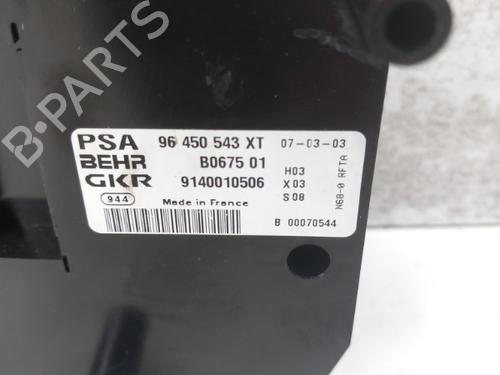 B-PARTS
PSA 96 450 543 XT 07-03-03
BEHR B0675 01
GKR 9140010506
H03
X03
S08
N68-0 RFTA
944 Made in France
B 00070544